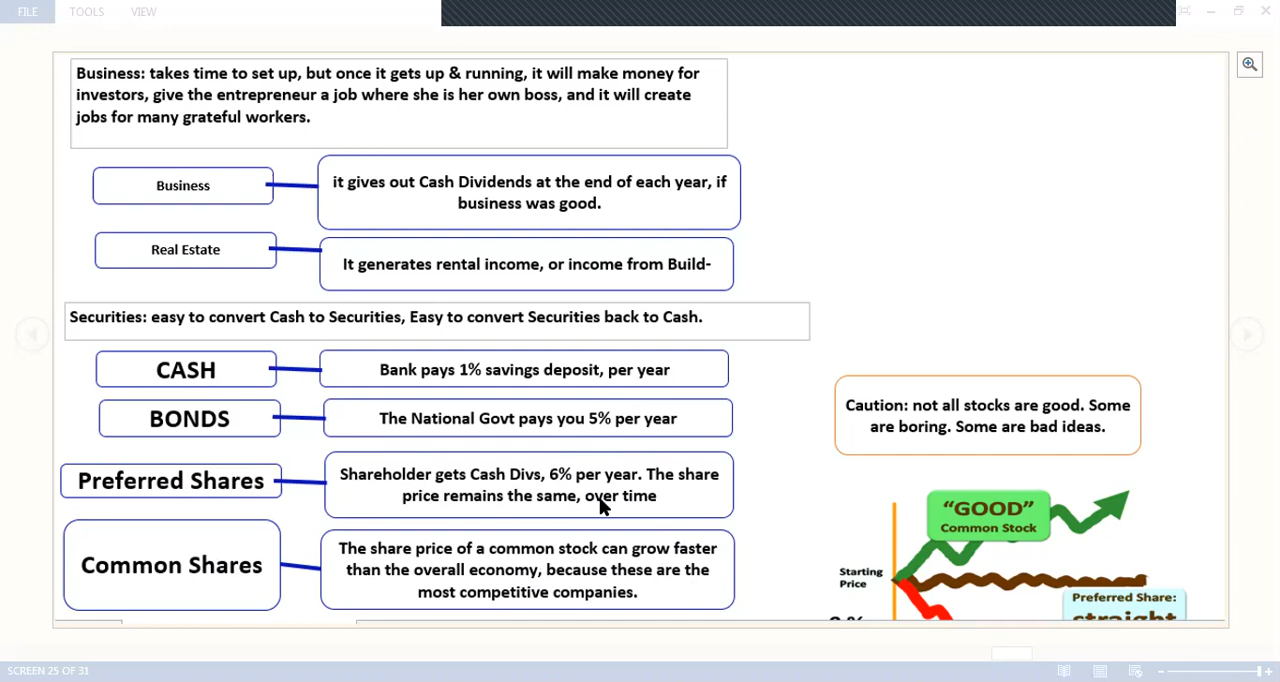 FILE TOOLS VIEW
Business: takes time to set up, but once it gets up & running, it will make money for
investors, give the entrepreneur a job where she is her own boss, and it will create
jobs for many grateful workers.
Business
it gives out Cash Dividends at the end of each year, if
business was good.
Real Estate
It generates rental income, or income from Build-
Securities: easy to convert Cash to Securities, Easy to convert Securities back to Cash.
CASH
Bank pays 1% savings deposit, per year
BONDS
The National Govt pays you 5% per year
Preferred Shares
Shareholder gets Cash Divs, 6% per year. The share
price remains the same, over time
Common Shares
The share price of a common stock can grow faster
than the overall economy, because these are the
most competitive companies.
Caution: not all stocks are good. Some
are boring. Some are bad ideas.
"GOOD"
Common Stock
Starting
Price
Preferred Share:
straight
SCREEN 25 OF 31